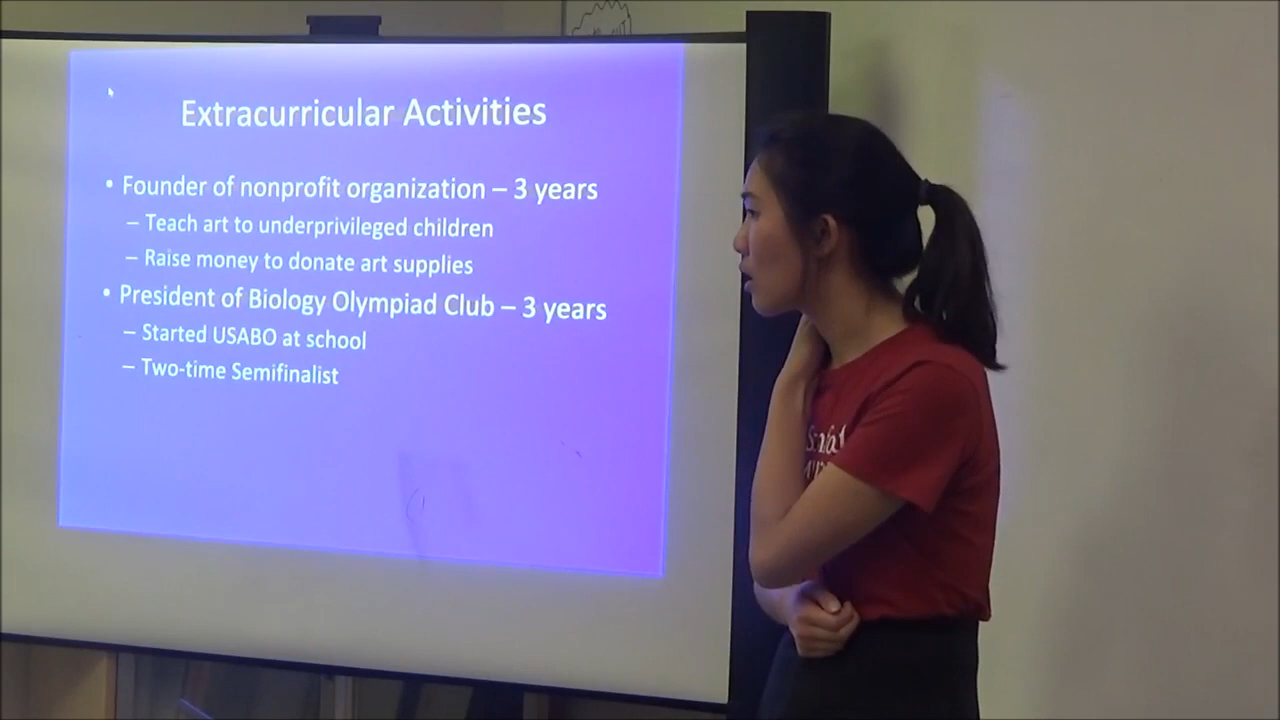 Extracurricular Activities
• Founder of nonprofit organization – 3 years
– Teach art to underprivileged children
– Raise money to donate art supplies
• President of Biology Olympiad Club – 3 years
– Started USABO at school
– Two-time Semifinalist